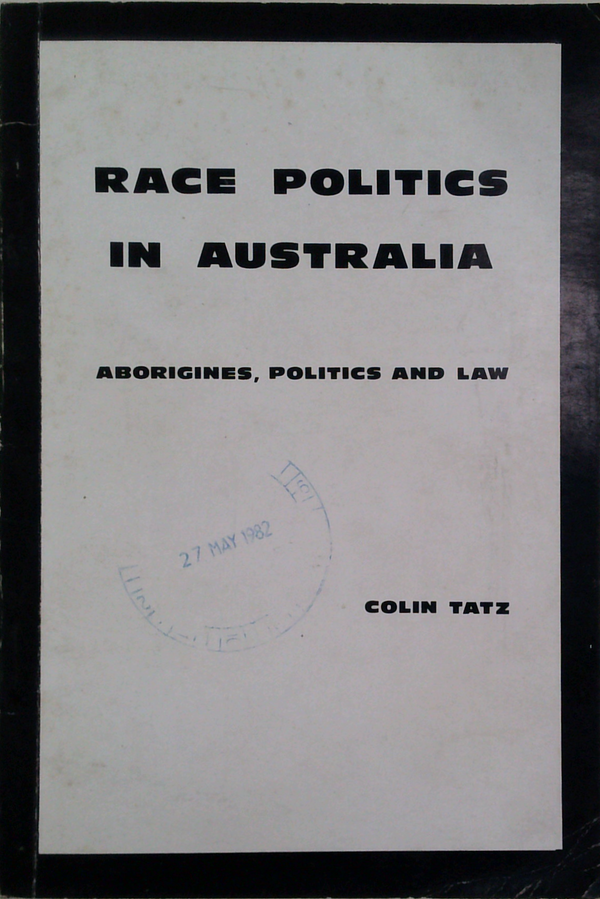 RACE POLITICS
IN AUSTRALIA
ABORIGINES, POLITICS AND LAW
27 MAY 1982
COLIN TATZ